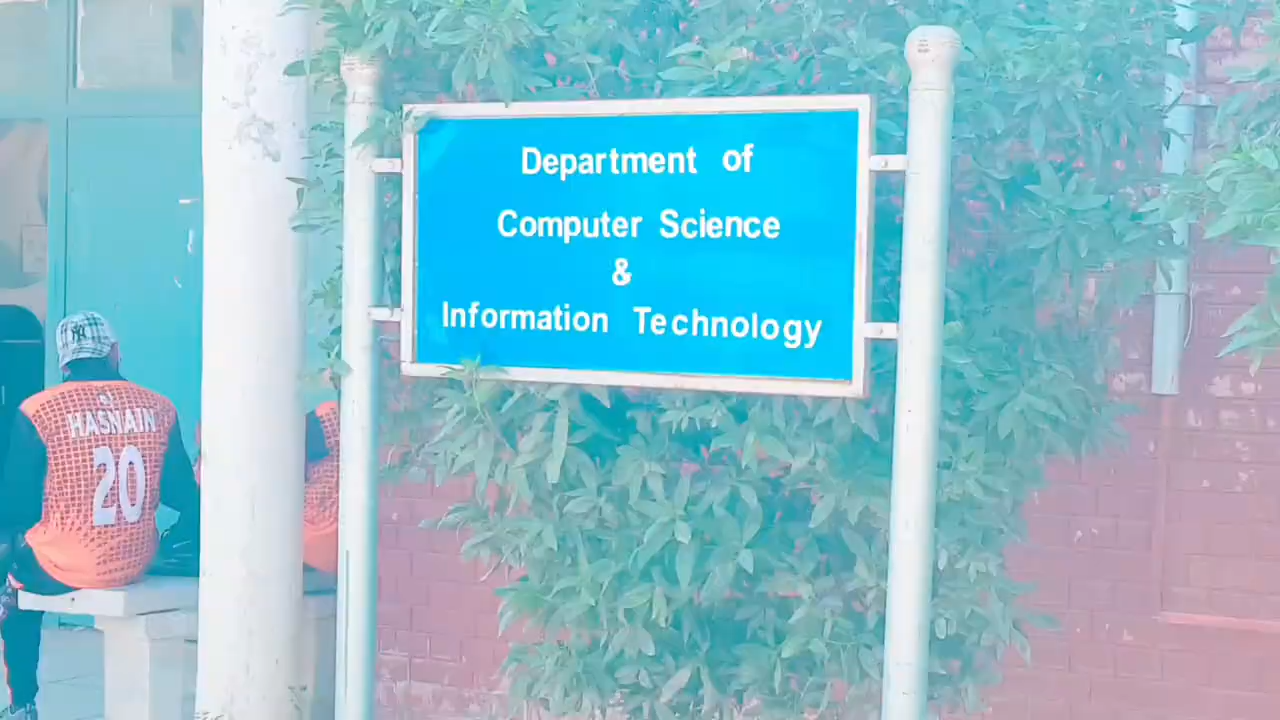 Department of
Computer Science
&
Information Technology
HASNAIN
20